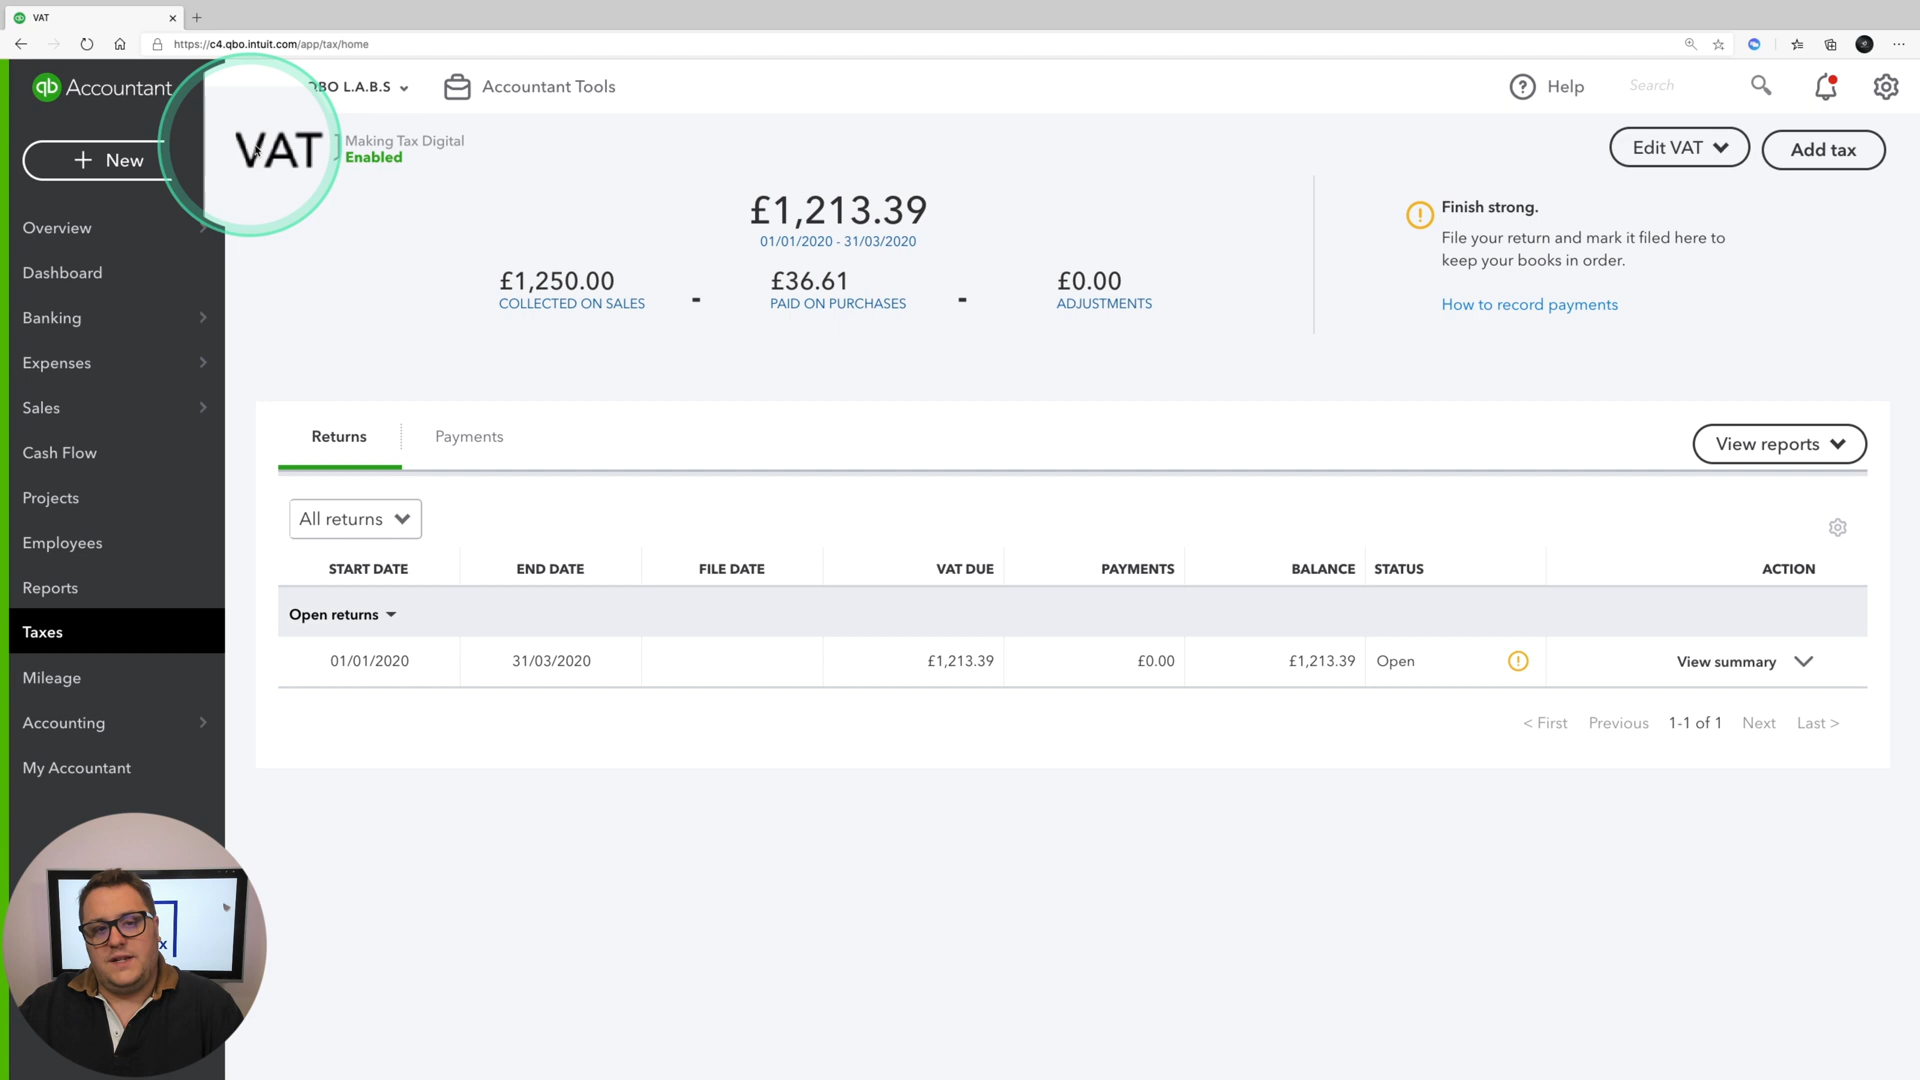 VAT
https://c4.qbo.intuit.com/app/tax/home
qb Accountant
QBO L.A.B.S
Accountant Tools
Help
Search
+ New
VAT
Making Tax Digital
Enabled
Edit VAT
Add tax
£1,213.39
01/01/2020 - 31/03/2020
£1,250.00
COLLECTED ON SALES
-
£36.61
PAID ON PURCHASES
-
£0.00
ADJUSTMENTS
Finish strong.
File your return and mark it filed here to
keep your books in order.
How to record payments
Overview
Dashboard
Banking
Expenses
Sales
Cash Flow
Projects
Employees
Reports
Taxes
Mileage
Accounting
My Accountant
Returns
Payments
View reports
All returns
START DATE END DATE FILE DATE VAT DUE PAYMENTS BALANCE STATUS ACTION
Open returns
01/01/2020 31/03/2020 £1,213.39 £0.00 £1,213.39 Open View summary
< First Previous 1-1 of 1 Next Last >
x